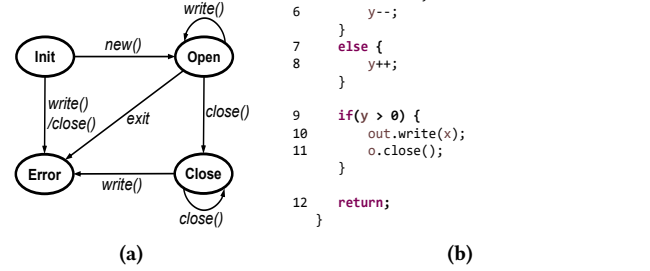 write()
Init
new()
Open
write()
/close()
exit
close()
Error
write()
Close
close()
(a)
6 y--;
}
7 else {
8 y++;
}
9 if(y > 0) {
10 out.write(x);
11 o.close();
}
12 return;
}
(b)